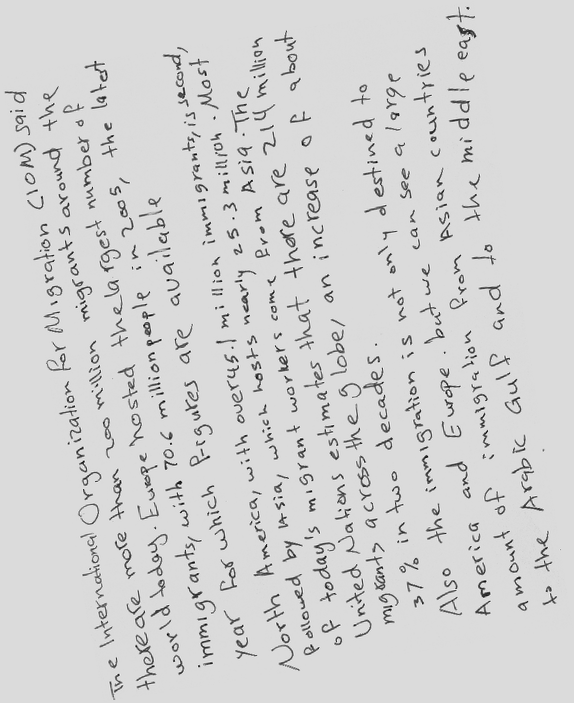 The International Organization for Migration (IOM) said
there are more than 200 million migrants around the
world today. Europe hosted the largest number of
immigrants, with 70.6 million people in 2005, the latest
year for which figures are available
North America, with over 45.1 million immigrants, is second,
followed by Asia, which hosts nearly 25.3 million. Most
of today's migrant workers come from Asia. The
United Nations estimates that there are 214 million
migrants across the globe, an increase of about
37% in two decades.
Also the immigration is not only destined to
America and Europe. but we can see a large
amount of immigration from Asian countries
to the Arabic Gulf and to the middle east.